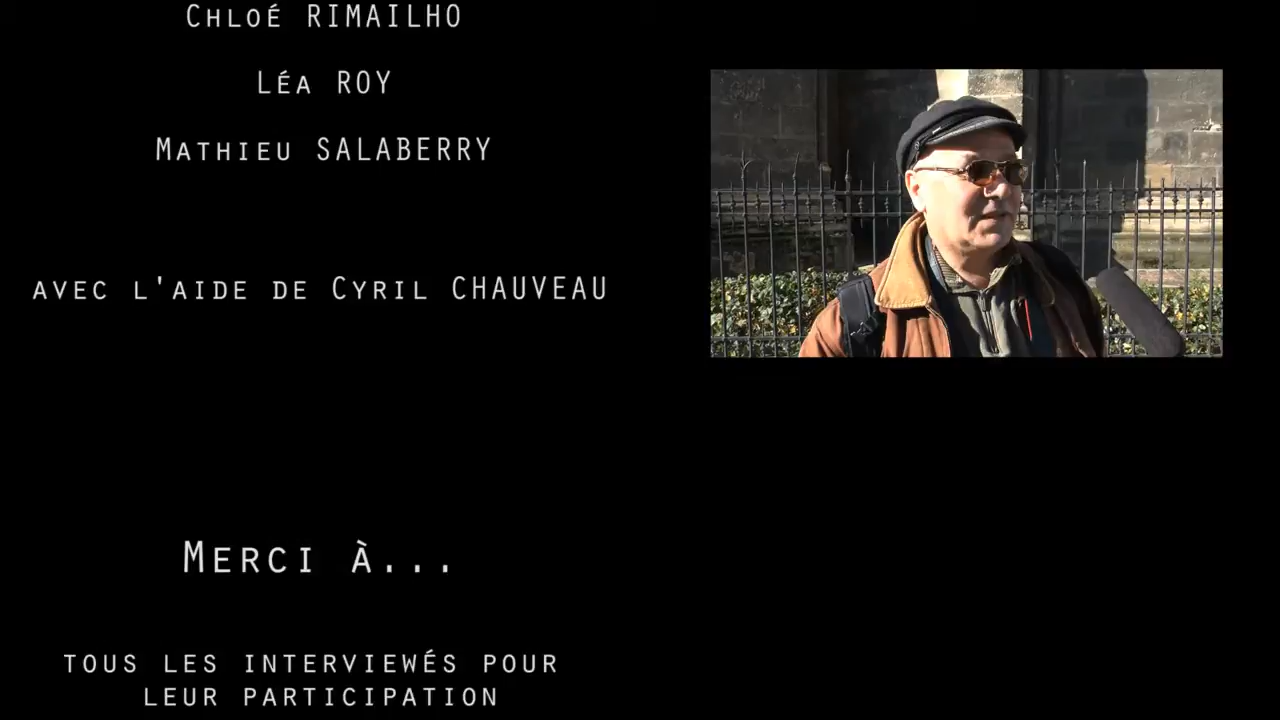 Chloé RIMAILHO
Léa ROY
Mathieu SALABERRY
AVEC L'AIDE DE Cyril CHAUVEAU
Merci à...
TOUS LES INTERVIEWÉS POUR
LEUR PARTICIPATION